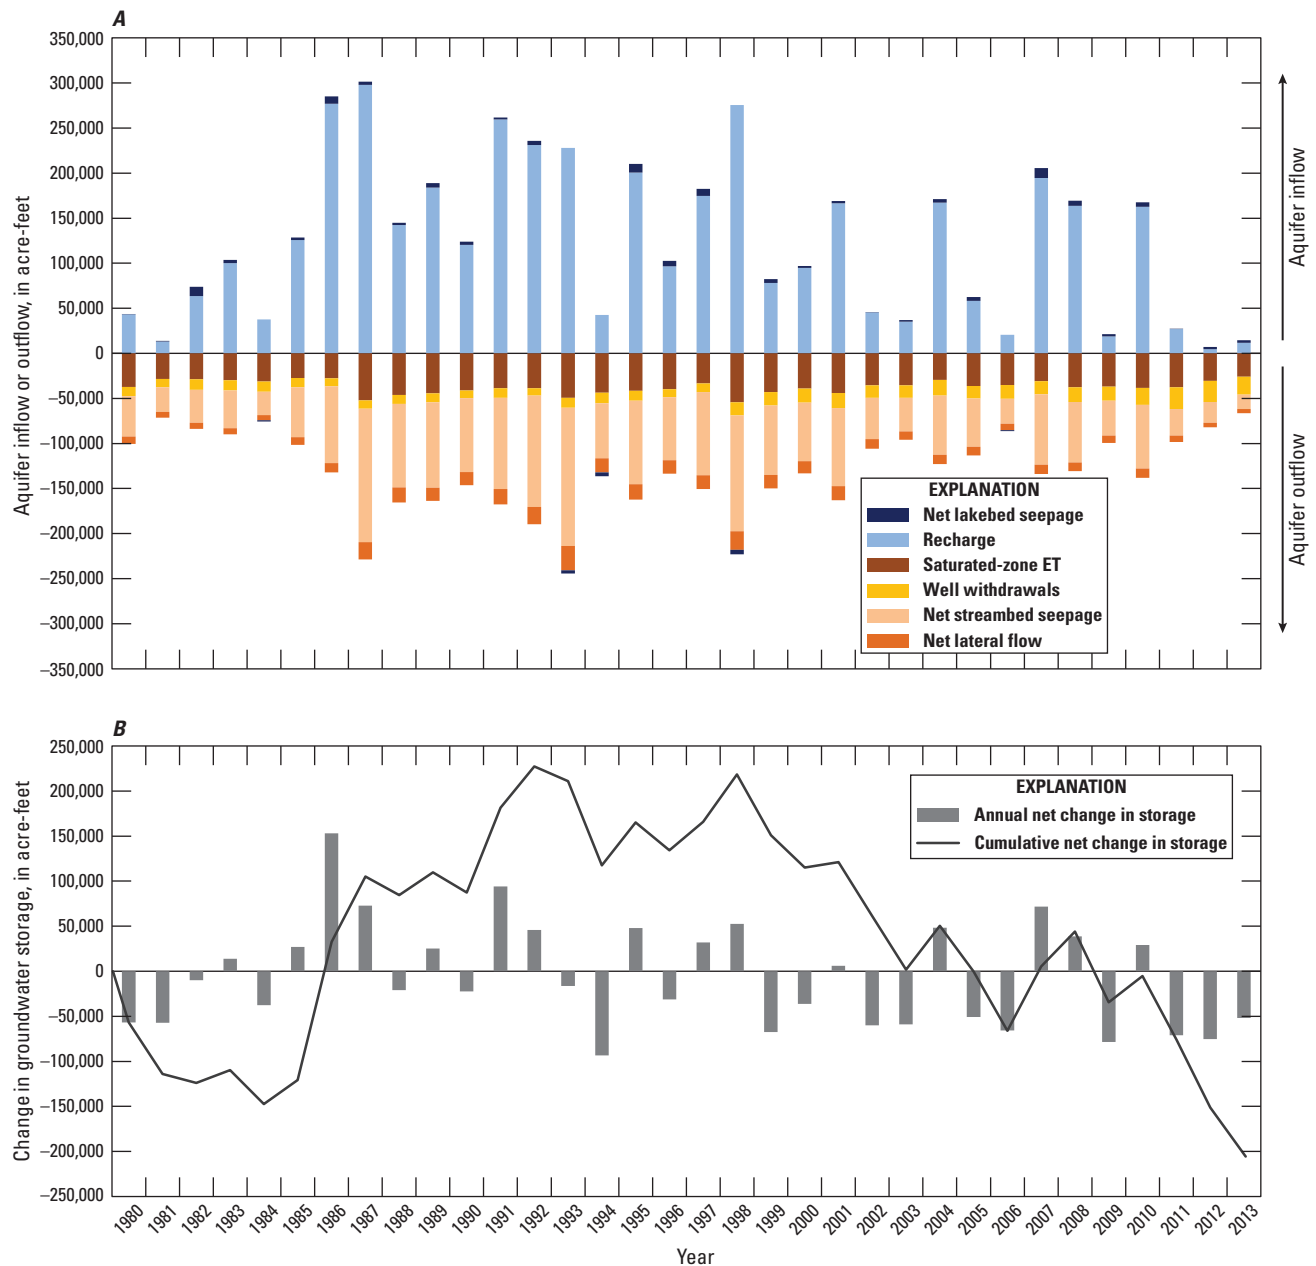 A
350,000
300,000
250,000
200,000
150,000
100,000
50,000
0
–50,000
–100,000
–150,000
–200,000
–250,000
–300,000
–350,000
Aquifer inflow or outflow, in acre-feet
Aquifer inflow
Aquifer outflow
EXPLANATION
Net lakebed seepage
Recharge
Saturated-zone ET
Well withdrawals
Net streambed seepage
Net lateral flow
B
250,000
200,000
150,000
100,000
50,000
0
–50,000
–100,000
–150,000
–200,000
–250,000
Change in groundwater storage, in acre-feet
EXPLANATION
Annual net change in storage
Cumulative net change in storage
1980 1981 1982 1983 1984 1985 1986 1987 1988 1989 1990 1991 1992 1993 1994 1995 1996 1997 1998 1999 2000 2001 2002 2003 2004 2005 2006 2007 2008 2009 2010 2011 2012 2013
Year